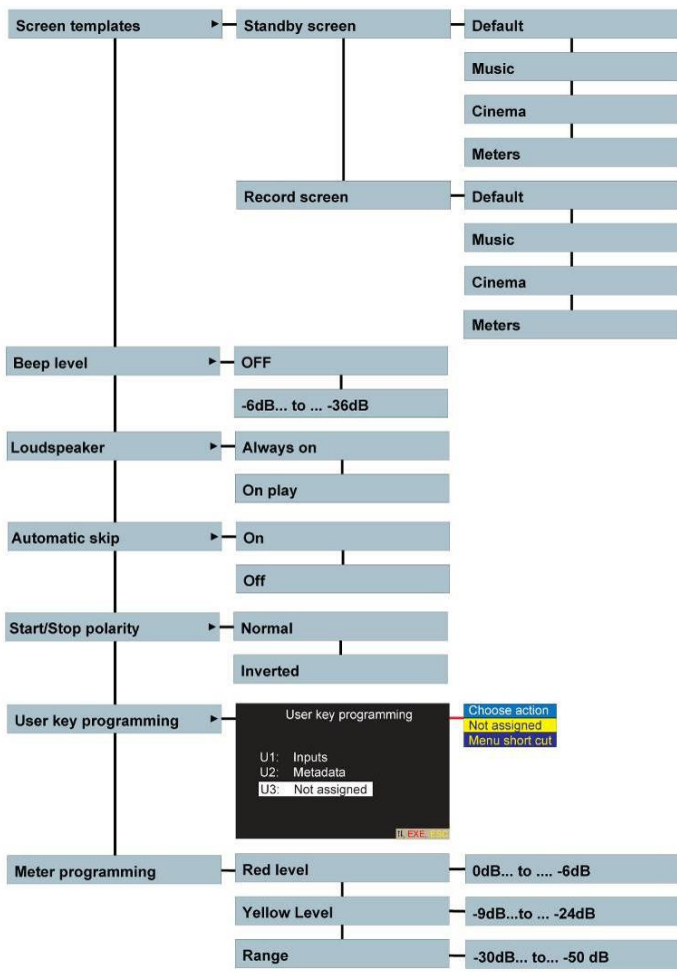 Screen templates
Standby screen
Default
Music
Cinema
Meters
Record screen
Default
Music
Cinema
Meters
Beep level
OFF
-6dB... to ... -36dB
Loudspeaker
Always on
On play
Automatic skip
On
Off
Start/Stop polarity
Normal
Inverted
User key programming
User key programming
U1: Inputs
U2: Metadata
U3: Not assigned
EXE, ESC
Choose action
Not assigned
Menu short cut
Meter programming
Red level
0dB... to .... -6dB
Yellow Level
-9dB...to ... -24dB
Range
-30dB... to... -50 dB